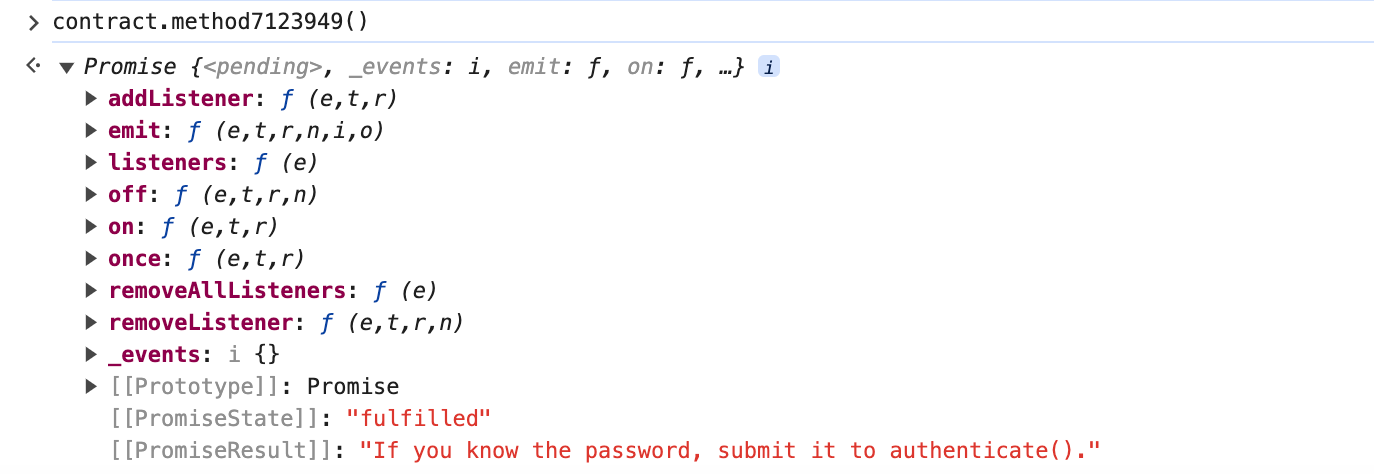 > contract.method7123949()
<· ▼ Promise {<pending>, _events: i, emit: ƒ, on: ƒ, …} i
▶ addListener: ƒ (e,t,r)
▶ emit: ƒ (e,t,r,n,i,o)
▶ listeners: ƒ (e)
▶ off: ƒ (e,t,r,n)
▶ on: ƒ (e,t,r)
▶ once: ƒ (e,t,r)
▶ removeAllListeners: ƒ (e)
▶ removeListener: ƒ (e,t,r,n)
▶ _events: i {}
▶ [[Prototype]]: Promise
[[PromiseState]]: "fulfilled"
[[PromiseResult]]: "If you know the password, submit it to authenticate()."